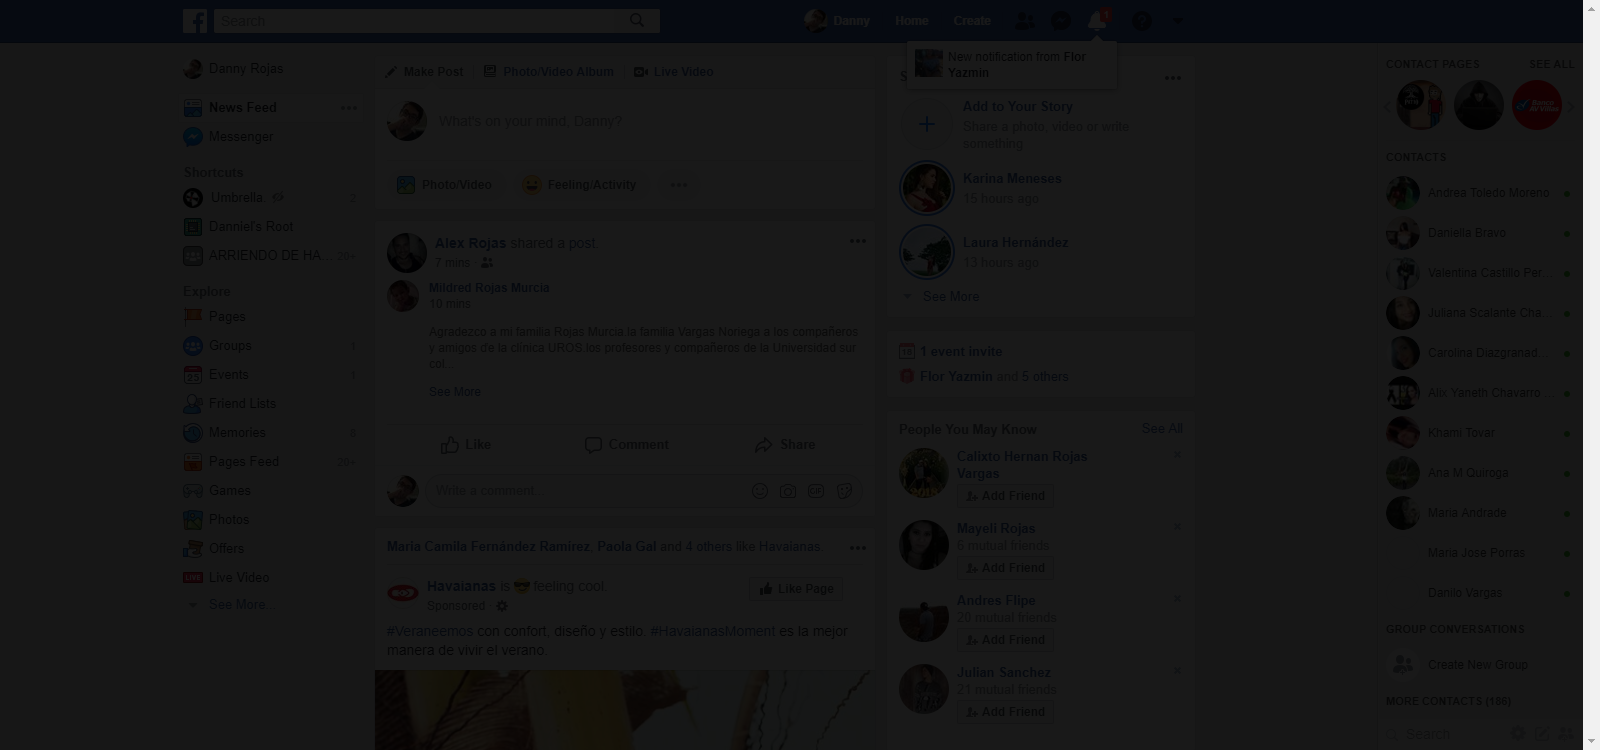 Search
Danny
Home
Create
New notification from Flor
Yazmin
Danny Rojas
News Feed
Messenger
Shortcuts
Umbrella.
2
Danniel's Root
ARRIENDO DE HA...
20+
Explore
Pages
Groups
1
Events
Friend Lists
Memories
6
Pages Feed
20+
Games
Photos
Offers
LIVE
Live Video
See More...
Make Post
Photo/Video Album
Live Video
What's on your mind, Danny?
Photo/Video
Feeling/Activity
Alex Rojas shared a post.
7 mins
Mildred Rojas Murcia
10 mins
Agradezco a mi familia Rojas Murcia la familia Vargas Noriega a los compañeros
y amigos de la clínica UROS los profesores y compañeros de la Universidad sur
col...
See More
Like
Comment
Share
Write a comment...
GIF
Maria Camila Fernández Ramirez, Paola Gal and 4 others like Havaianas.
Havaianas is feeling cool.
Sponsored
Like Page
#Veraneemos con confort, diseño y estilo. #HavaianasMoment es la mejor
manera de vivir el verano.
Add to Your Story
Share a photo, video or write
something
Karina Meneses
15 hours ago
Laura Hernández
13 hours ago
See More
1 event invite
Flor Yazmin and 5 others
People You May Know
See All
Calixto Hernan Rojas
Vargas
Add Friend
Mayeli Rojas
6 mutual friends
Add Friend
Andres Flipe
20 mutual friends
Add Friend
Julian Sanchez
21 mutual friends
Add Friend
CONTACT PAGES
SEE ALL
CONTACTS
Andrea Toledo Moreno
Daniella Bravo
Valentina Castillo Per...
Juliana Scalante Cha...
Carolina Diazgranad...
Alix Yaneth Chavarro ...
Khami Tovar
Ana M Quiroga
Maria Andrade
Maria Jose Porras
Danilo Vargas
GROUP CONVERSATIONS
Create New Group
MORE CONTACTS (186)
Search